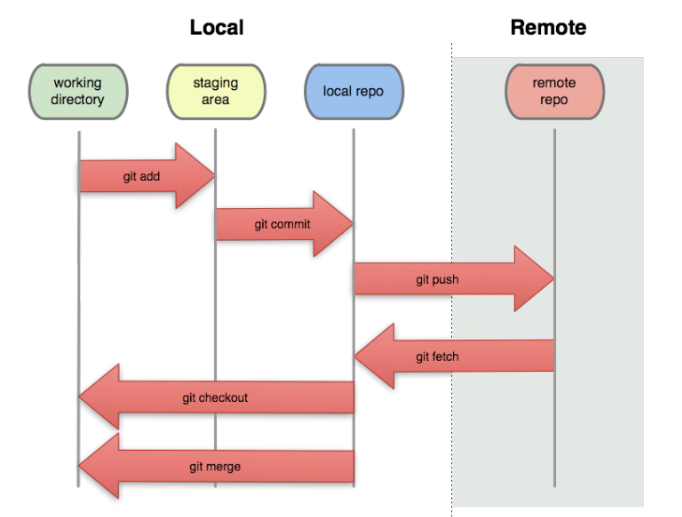 Local
Remote
working
directory
staging
area
local repo
remote
repo
git add
git commit
git push
git fetch
git checkout
git merge